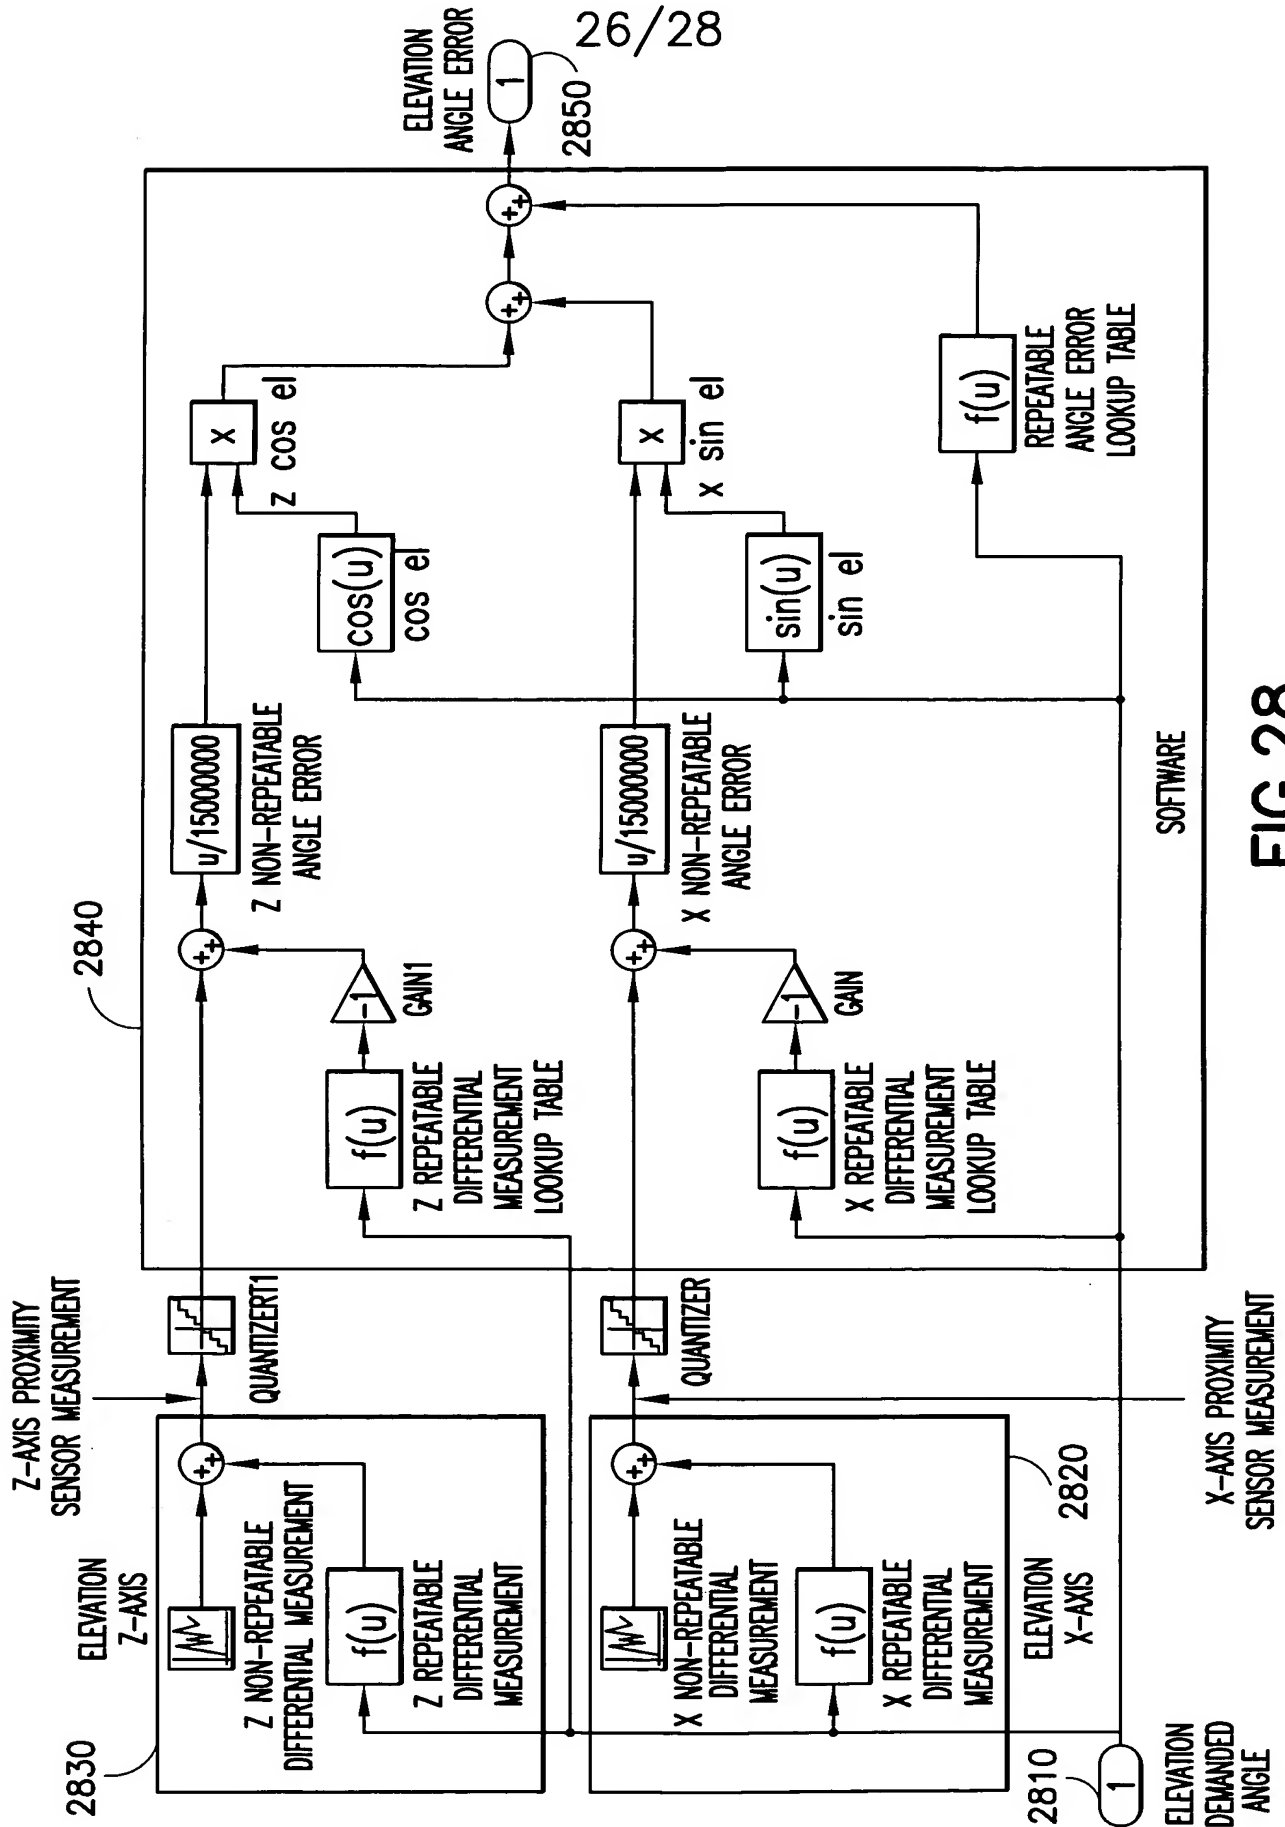 26/28
ELEVATION
ANGLE ERROR
1
2850
2840
+
+
+
+
X
z cos el
cos(u)
cos el
u/15000000
Z NON-REPEATABLE
ANGLE ERROR
+
+
-1
GAIN1
f(u)
Z REPEATABLE
DIFFERENTIAL
MEASUREMENT
LOOKUP TABLE
X
x sin el
sin(u)
sin el
u/15000000
X NON-REPEATABLE
ANGLE ERROR
+
+
-1
GAIN
f(u)
X REPEATABLE
DIFFERENTIAL
MEASUREMENT
LOOKUP TABLE
f(u)
REPEATABLE
ANGLE ERROR
LOOKUP TABLE
SOFTWARE
Z-AXIS PROXIMITY
SENSOR MEASUREMENT
QUANTIZERT1
QUANTIZER
X-AXIS PROXIMITY
SENSOR MEASUREMENT
2830
ELEVATION
Z-AXIS
+
+
Z NON-REPEATABLE
DIFFERENTIAL MEASUREMENT
f(u)
Z REPEATABLE
DIFFERENTIAL
MEASUREMENT
+
+
X NON-REPEATABLE
DIFFERENTIAL
MEASUREMENT
f(u)
X REPEATABLE
DIFFERENTIAL
MEASUREMENT
2820
ELEVATION
X-AXIS
2810
1
ELEVATION
DEMANDED
ANGLE
FIG.28